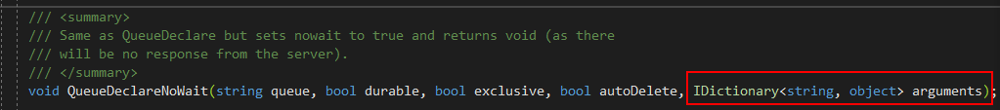 /// <summary>
/// Same as QueueDeclare but sets nowait to true and returns void (as there
/// will be no response from the server).
/// </summary>
void QueueDeclareNoWait(string queue, bool durable, bool exclusive, bool autoDelete, IDictionary<string, object> arguments);